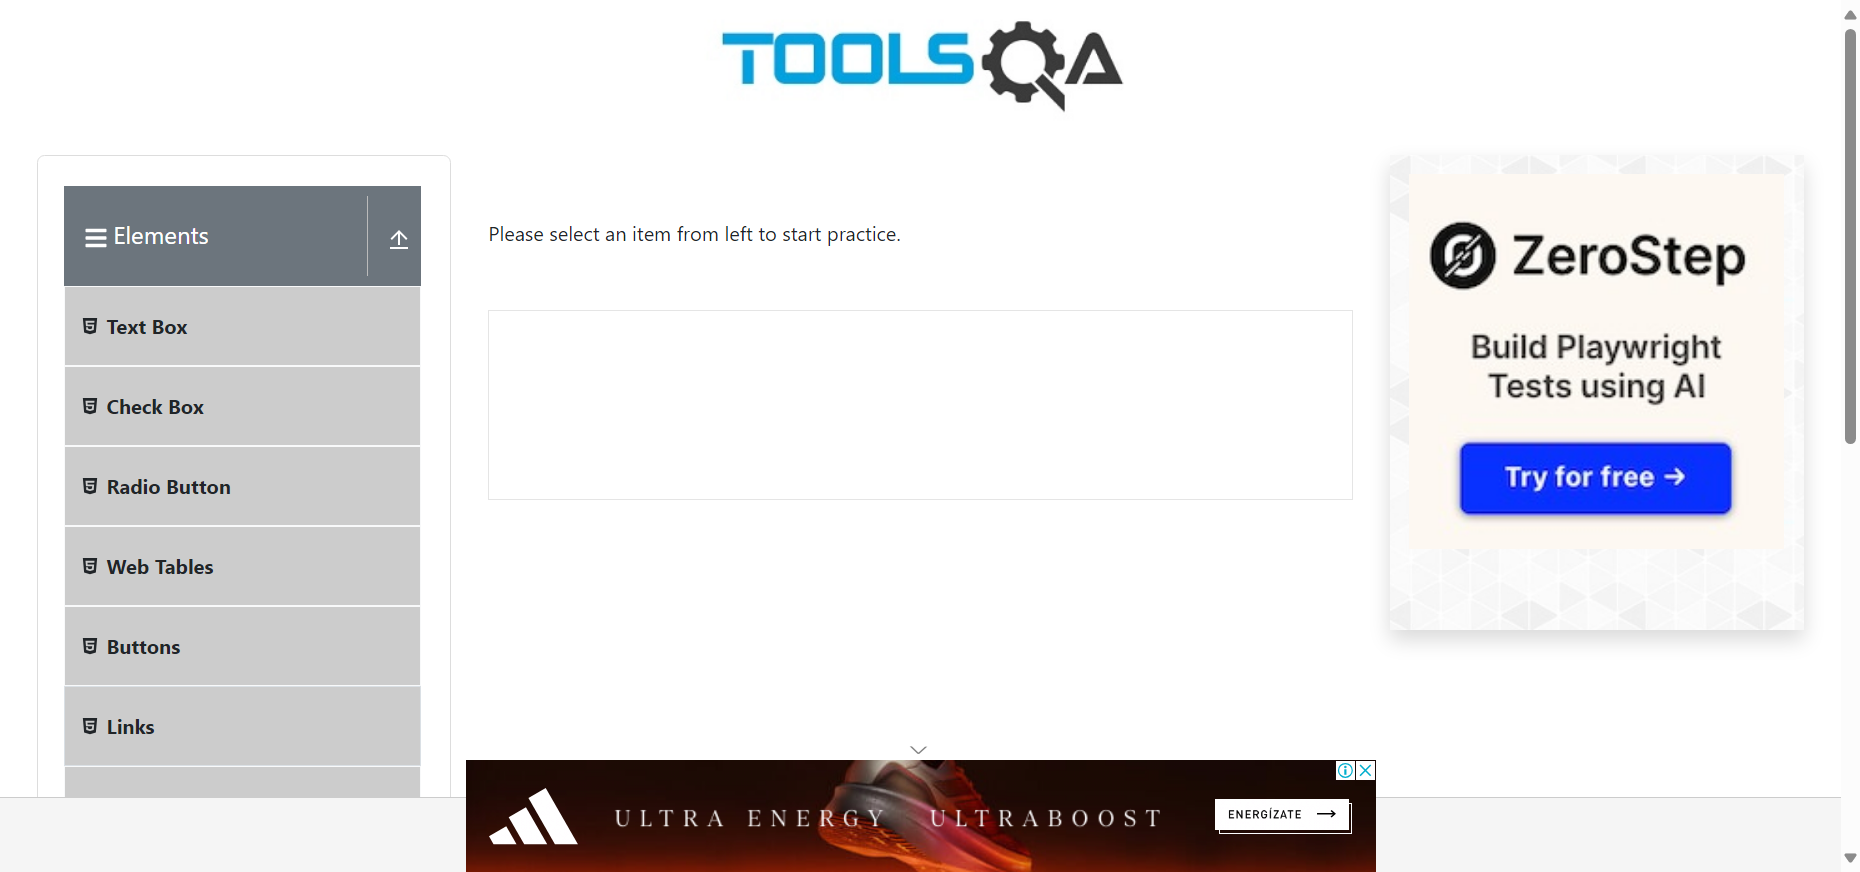 TOOLSQA
Elements
Please select an item from left to start practice.
Text Box
Check Box
Radio Button
Web Tables
Buttons
Links
ZeroStep
Build Playwright
Tests using AI
Try for free →
ULTRA ENERGY ULTRABOOST
ENERGÍZATE →